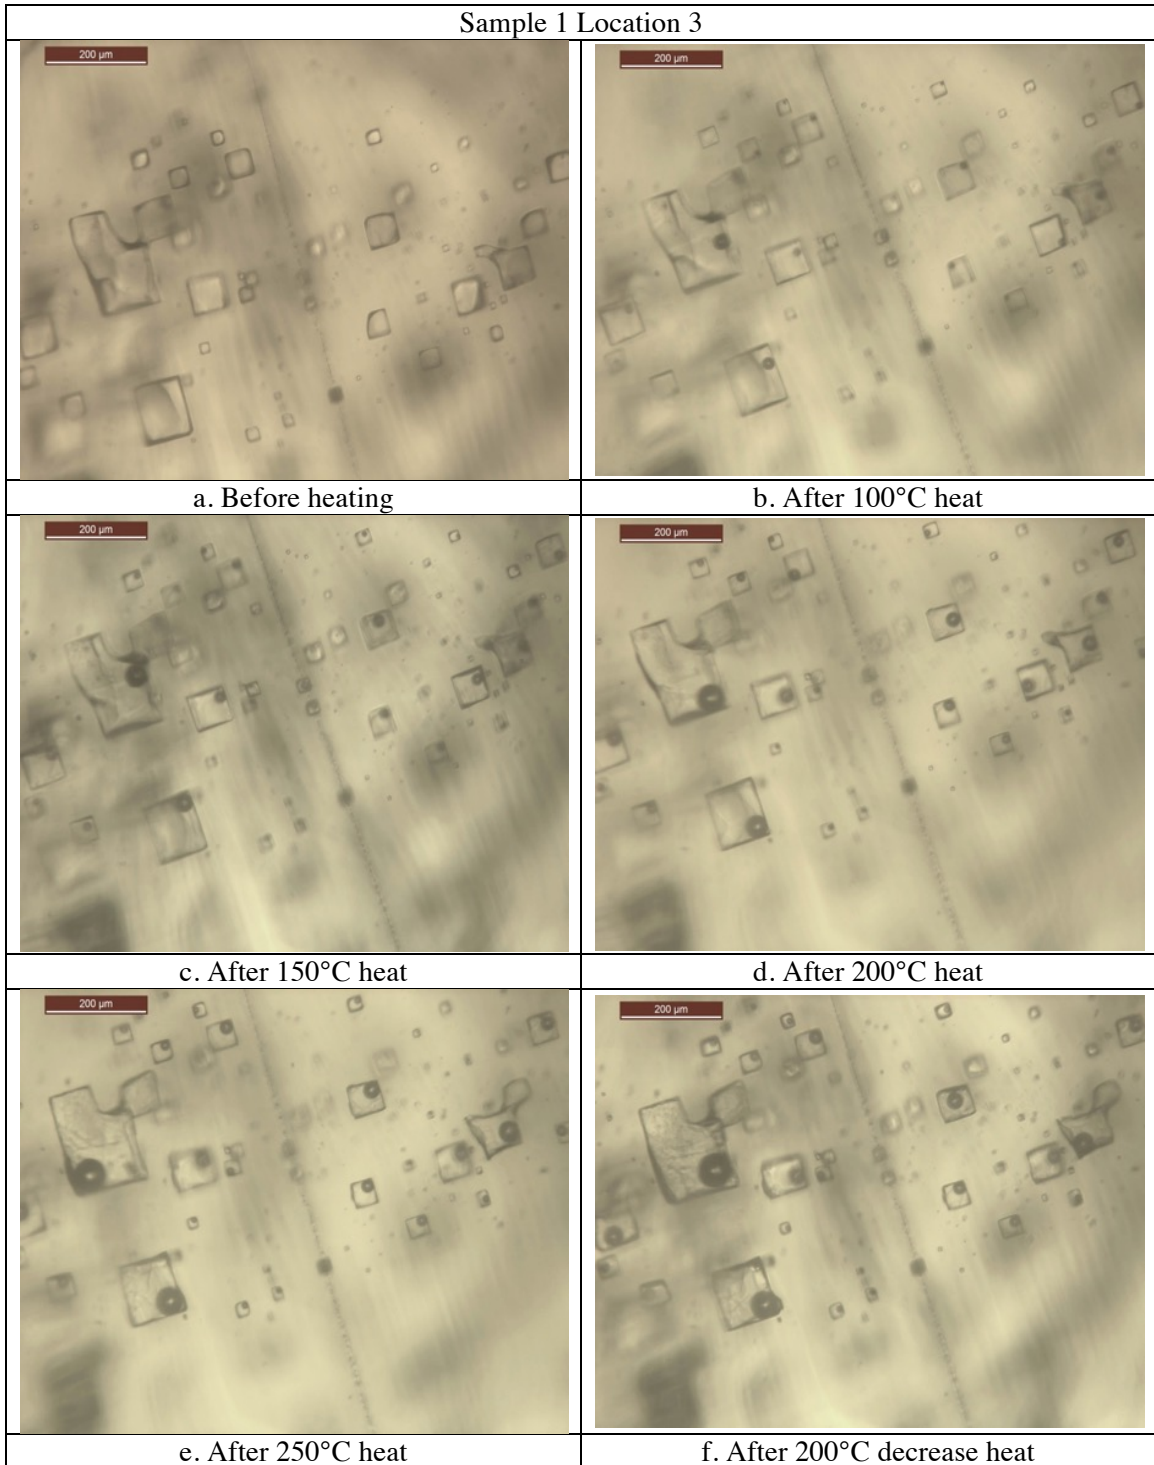 Sample 1 Location 3
200 µm
200 µm
a. Before heating
b. After 100°C heat
200 µm
200 µm
c. After 150°C heat
d. After 200°C heat
200 µm
200 µm
e. After 250°C heat
f. After 200°C decrease heat